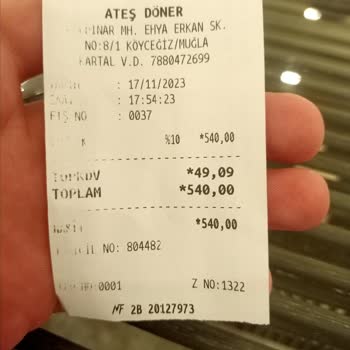 ATEŞ DÖNER
PINAR MH. EHYA ERKAN SK.
NO:8/1 KÖYCEĞİZ/MUĞLA
KARTAL V.D. 7880472699
: 17/11/2023
: 17:54:23
FİŞ NO : 0037
%10 *540,00
TOPKDV *49,09
TOPLAM *540,00
*540,00
NO: 804482
NO:0001 Z NO:1322
MF 2B 20127973